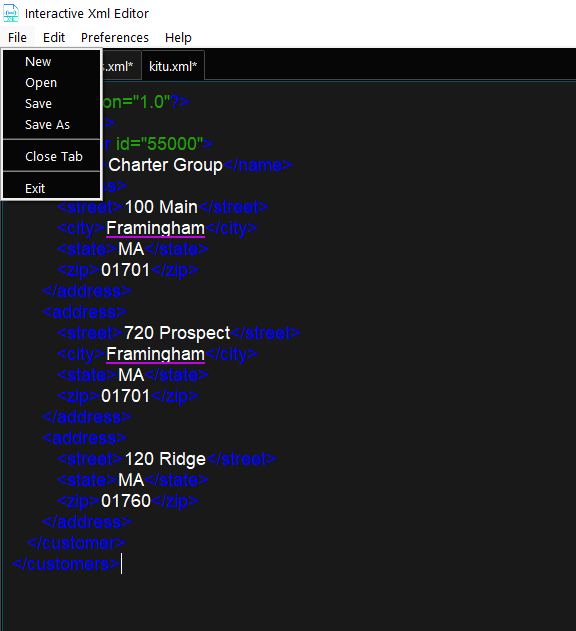 Interactive Xml Editor
File Edit Preferences Help
New
Open
Save
Save As
Close Tab
Exit
s.xml* kitu.xml*
on="1.0"?>
>
r id="55000">
Charter Group</name>
ss>
<street>100 Main</street>
<city>Framingham</city>
<state>MA</state>
<zip>01701</zip>
</address>
<address>
<street>720 Prospect</street>
<city>Framingham</city>
<state>MA</state>
<zip>01701</zip>
</address>
<address>
<street>120 Ridge</street>
<state>MA</state>
<zip>01760</zip>
</address>
</customer>
</customers>